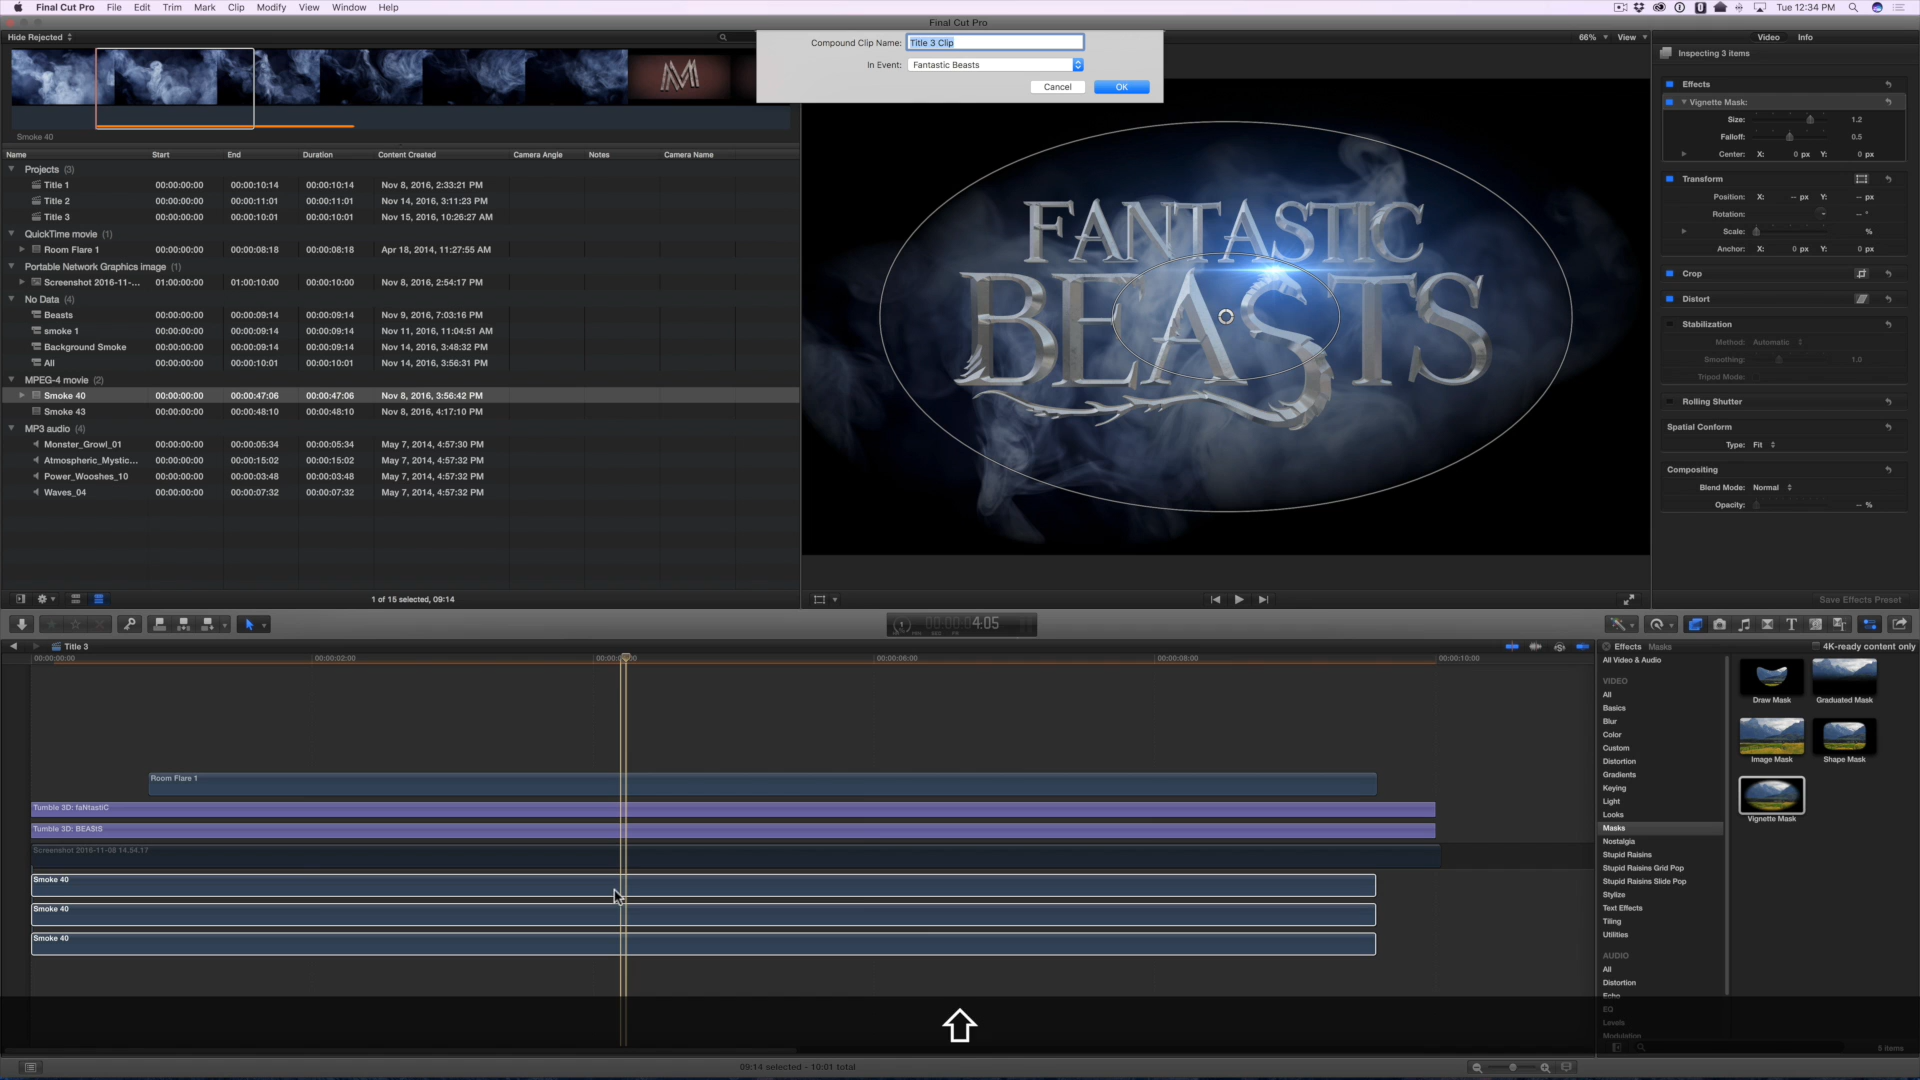 Final Cut Pro File Edit Trim Mark Clip Modify View Window Help
Tue 12:34 PM
Final Cut Pro
Hide Rejected
Compound Clip Name: Title 3 Clip
In Event: Fantastic Beasts
Cancel OK
66% View
Video Info
Inspecting 3 items
Smoke 40
Name Start End Duration Content Created Camera Angle Notes Camera Name
Projects (3)
Title 1 00:00:00:00 00:00:10:14 00:00:10:14 Nov 8, 2016, 2:33:21 PM
Title 2 00:00:00:00 00:00:11:01 00:00:11:01 Nov 14, 2016, 3:11:23 PM
Title 3 00:00:00:00 00:00:10:01 00:00:10:01 Nov 15, 2016, 10:26:27 AM
QuickTime movie (1)
Room Flare 1 00:00:00:00 00:00:08:18 00:00:08:18 Apr 18, 2014, 11:27:55 AM
Portable Network Graphics image (1)
Screenshot 2016-11-... 01:00:00:00 01:00:10:00 00:00:10:00 Nov 8, 2016, 2:54:17 PM
No Data (4)
Beasts 00:00:00:00 00:00:09:14 00:00:09:14 Nov 9, 2016, 7:03:16 PM
smoke 1 00:00:00:00 00:00:09:14 00:00:09:14 Nov 11, 2016, 11:04:51 AM
Background Smoke 00:00:00:00 00:00:09:14 00:00:09:14 Nov 14, 2016, 3:48:32 PM
All 00:00:00:00 00:00:10:01 00:00:10:01 Nov 14, 2016, 3:56:31 PM
MPEG-4 movie (2)
Smoke 40 00:00:00:00 00:00:47:06 00:00:47:06 Nov 8, 2016, 3:56:42 PM
Smoke 43 00:00:00:00 00:00:48:10 00:00:48:10 Nov 8, 2016, 4:17:10 PM
MP3 audio (4)
Monster_Growl_01 00:00:00:00 00:00:05:34 00:00:05:34 May 7, 2014, 4:57:30 PM
Atmospheric_Mystic... 00:00:00:00 00:00:15:02 00:00:15:02 May 7, 2014, 4:57:32 PM
Power_Wooshes_10 00:00:00:00 00:00:03:48 00:00:03:48 May 7, 2014, 4:57:32 PM
Waves_04 00:00:00:00 00:00:07:32 00:00:07:32 May 7, 2014, 4:57:32 PM
1 of 15 selected, 09:14
FANTASTIC
BEASTS
Effects
Vignette Mask:
Size: 1.2
Falloff: 0.5
Center: X: 0 px Y: 0 px
Transform
Position: X: -- px Y: -- px
Rotation: -- °
Scale: %
Anchor: X: 0 px Y: 0 px
Crop
Distort
Stabilization
Method: Automatic
Smoothing: 1.0
Tripod Mode:
Rolling Shutter
Spatial Conform
Type: Fit
Compositing
Blend Mode: Normal
Opacity: -- %
Save Effects Preset
00:00:04:05
Title 3
00:00:00:00 00:00:02:00 00:00:06:00 00:00:08:00 00:00:10:00
Room Flare 1
Tumble 3D: faNtastiC
Tumble 3D: BEAStS
Screenshot 2016-11-08 14.54.17
Smoke 40
Smoke 40
Smoke 40
09:14 selected - 10:01 total
Effects Masks
4K-ready content only
All Video & Audio
VIDEO
All
Basics
Blur
Color
Custom
Distortion
Gradients
Keying
Light
Looks
Masks
Nostalgia
Stupid Raisins
Stupid Raisins Grid Pop
Stupid Raisins Slide Pop
Stylize
Text Effects
Tiling
Utilities
AUDIO
All
Distortion
Echo
EQ
Levels
Modulation
Draw Mask Graduated Mask
Image Mask Shape Mask
Vignette Mask
5 items